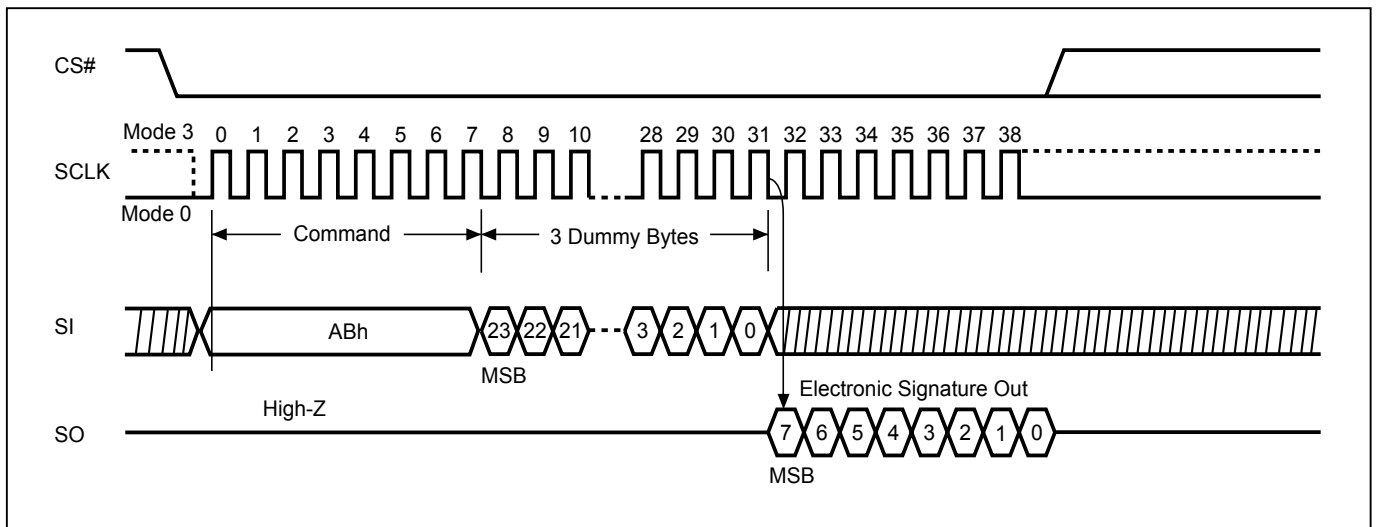 CS#
Mode 3 0 1 2 3 4 5 6 7 8 9 10 28 29 30 31 32 33 34 35 36 37 38
SCLK
Mode 0
Command 3 Dummy Bytes
SI ABh 23 22 21 3 2 1 0
MSB
Electronic Signature Out
High-Z
SO 7 6 5 4 3 2 1 0
MSB